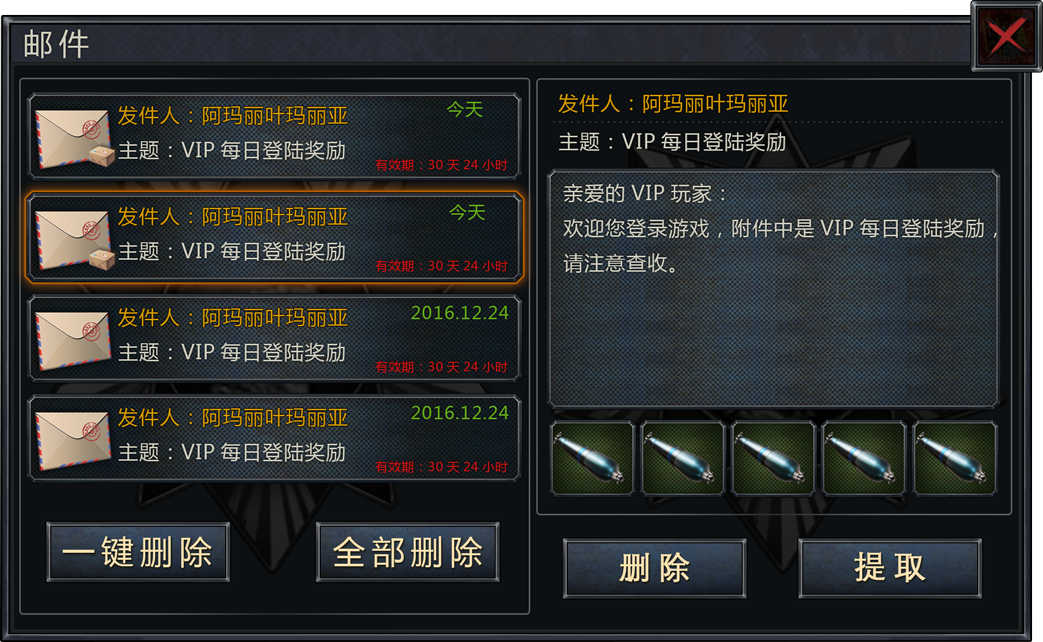 邮件
发件人：阿玛丽叶玛丽亚
今天
主题：VIP 每日登陆奖励
有效期：30 天 24 小时
发件人：阿玛丽叶玛丽亚
今天
主题：VIP 每日登陆奖励
有效期：30 天 24 小时
发件人：阿玛丽叶玛丽亚
2016.12.24
主题：VIP 每日登陆奖励
有效期：30 天 24 小时
发件人：阿玛丽叶玛丽亚
2016.12.24
主题：VIP 每日登陆奖励
有效期：30 天 24 小时
一键删除
全部删除
发件人：阿玛丽叶玛丽亚
主题：VIP 每日登陆奖励
亲爱的 VIP 玩家：
欢迎您登录游戏，附件中是 VIP 每日登陆奖励，
请注意查收。
删除
提取